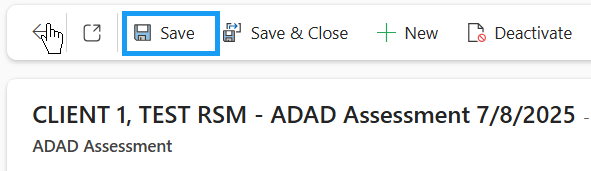 Save Save & Close New Deactivate
CLIENT 1, TEST RSM - ADAD Assessment 7/8/2025 -
ADAD Assessment